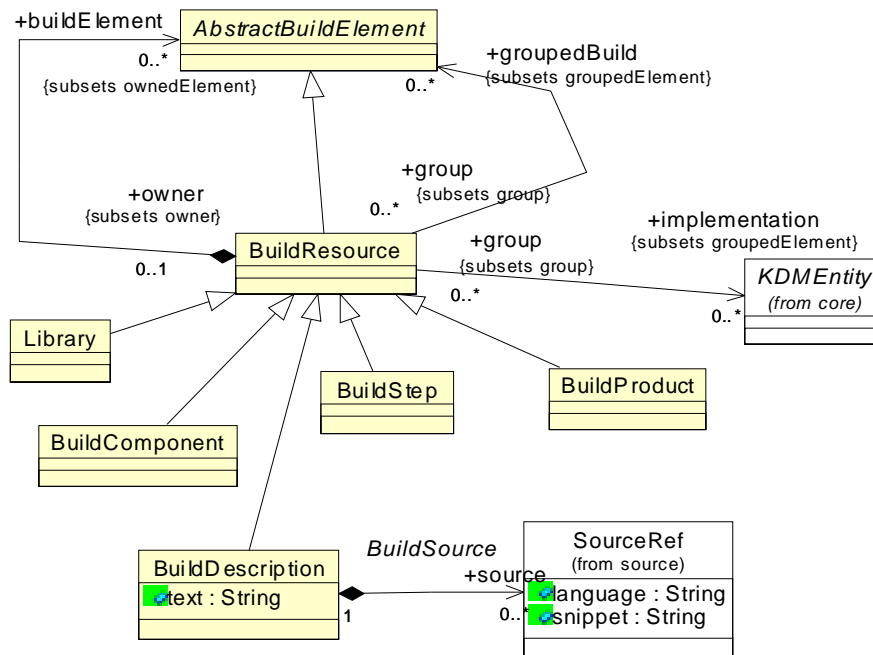 +buildElement
AbstractBuildElement
+groupedBuild
0..*
{subsets ownedElement}
0..*
{subsets groupedElement}
+owner
{subsets owner}
+group
{subsets group}
0..*
+implementation
{subsets groupedElement}
0..1
BuildResource
+group
{subsets group}
0..*
KDMEntity
(from core)
0..*
Library
BuildStep
BuildProduct
BuildComponent
BuildDescription
text : String
BuildSource
+source
1
0..*
SourceRef
(from source)
language : String
snippet : String